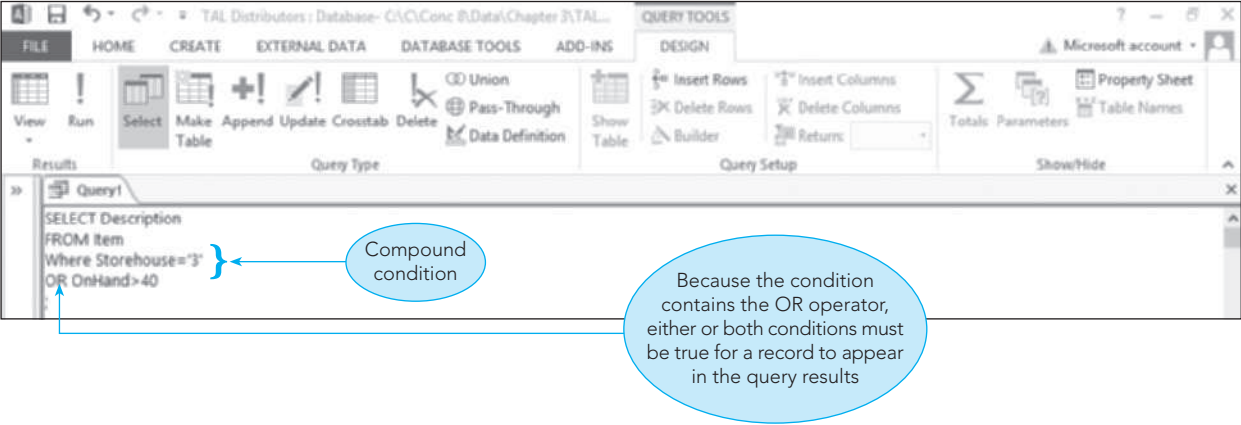 TAL Distributors : Database- C:\C\Conc 8\Data\Chapter 3\TAL... QUERY TOOLS ?
FILE HOME CREATE EXTERNAL DATA DATABASE TOOLS ADD-INS DESIGN Microsoft account
View Run Select Make Table Append Update Crosstab Delete
Union
Pass-Through
Data Definition
Show Table
Insert Rows
Delete Rows
Builder
Insert Columns
Delete Columns
Return:
Totals Parameters
Property Sheet
Table Names
Results Query Type Query Setup Show/Hide
Query1
SELECT Description
FROM Item
Where Storehouse='3'
OR OnHand>40
;
Compound
condition
Because the condition
contains the OR operator,
either or both conditions must
be true for a record to appear
in the query results